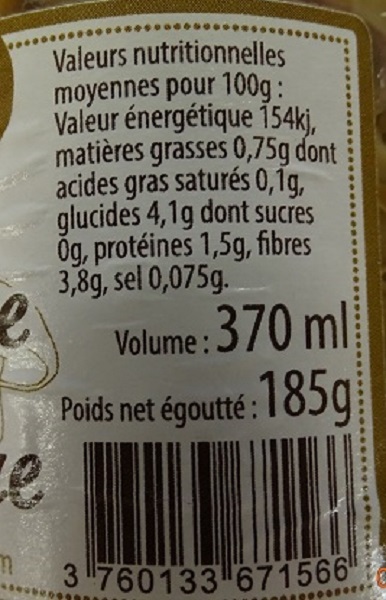 Valeurs nutritionnelles
moyennes pour 100g :
Valeur énergétique 154kj,
matières grasses 0,75g dont
acides gras saturés 0,1g,
glucides 4,1g dont sucres
0g, protéines 1,5g, fibres
3,8g, sel 0,075g.
Volume : 370 ml
Poids net égoutté : 185g
3 760133 671566